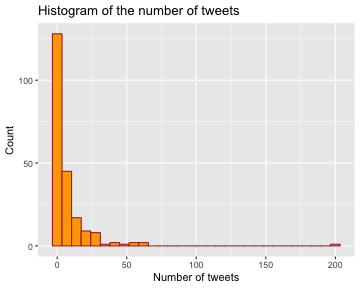 Histogram of the number of tweets
100
50
0
Count
0 50 100 150 200
Number of tweets